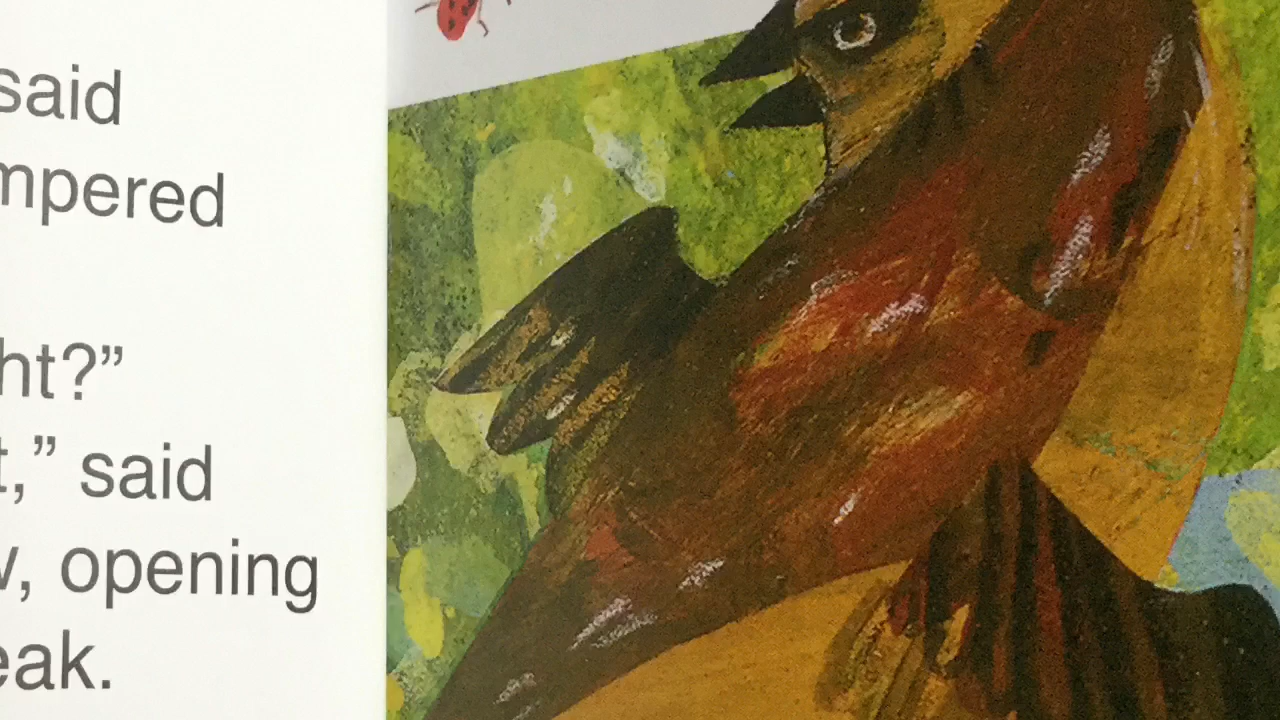 said
mpered
ht?”
t,” said
w, opening
eak.